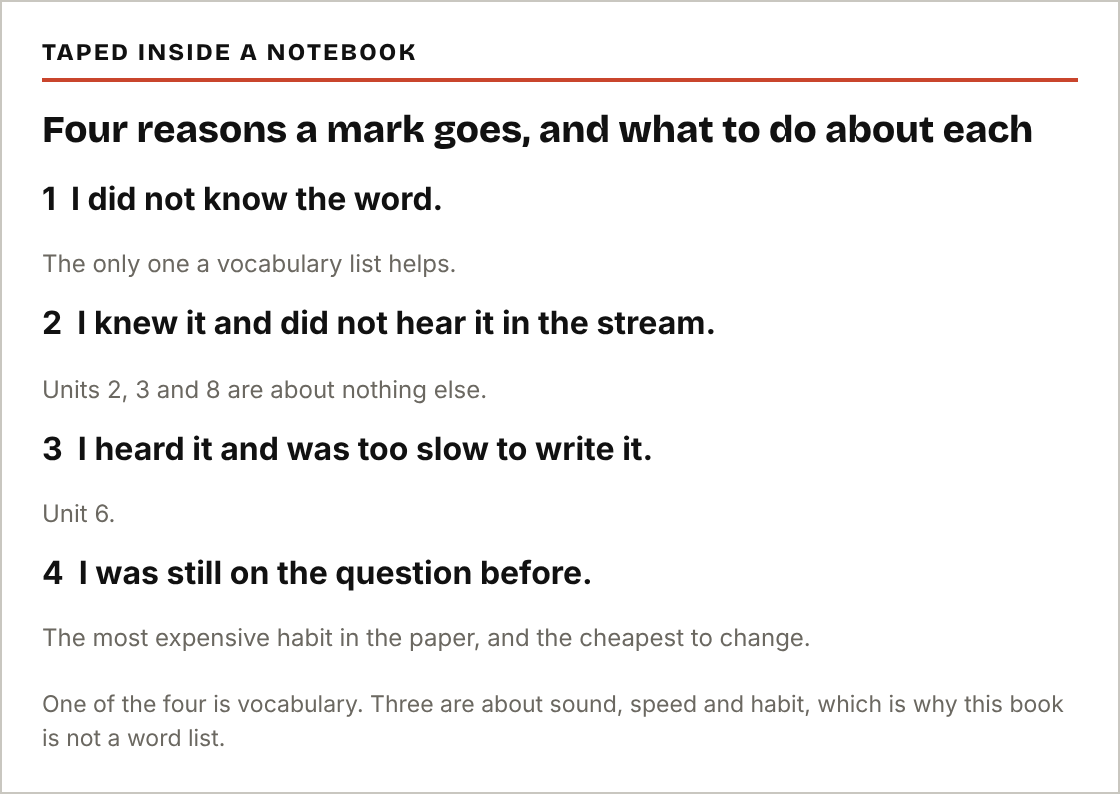 TAPED INSIDE A NOTEBOOK
Four reasons a mark goes, and what to do about each
1 I did not know the word.
The only one a vocabulary list helps.
2 I knew it and did not hear it in the stream.
Units 2, 3 and 8 are about nothing else.
3 I heard it and was too slow to write it.
Unit 6.
4 I was still on the question before.
The most expensive habit in the paper, and the cheapest to change.
One of the four is vocabulary. Three are about sound, speed and habit, which is why this book
is not a word list.